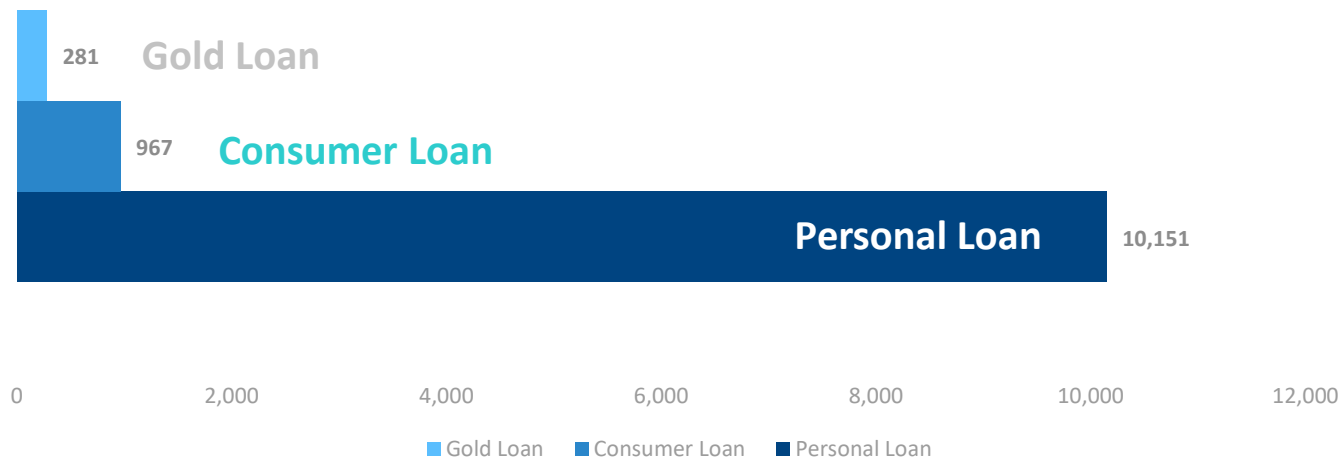 281 Gold Loan
967 Consumer Loan
Personal Loan 10,151
0 2,000 4,000 6,000 8,000 10,000 12,000
Gold Loan Consumer Loan Personal Loan